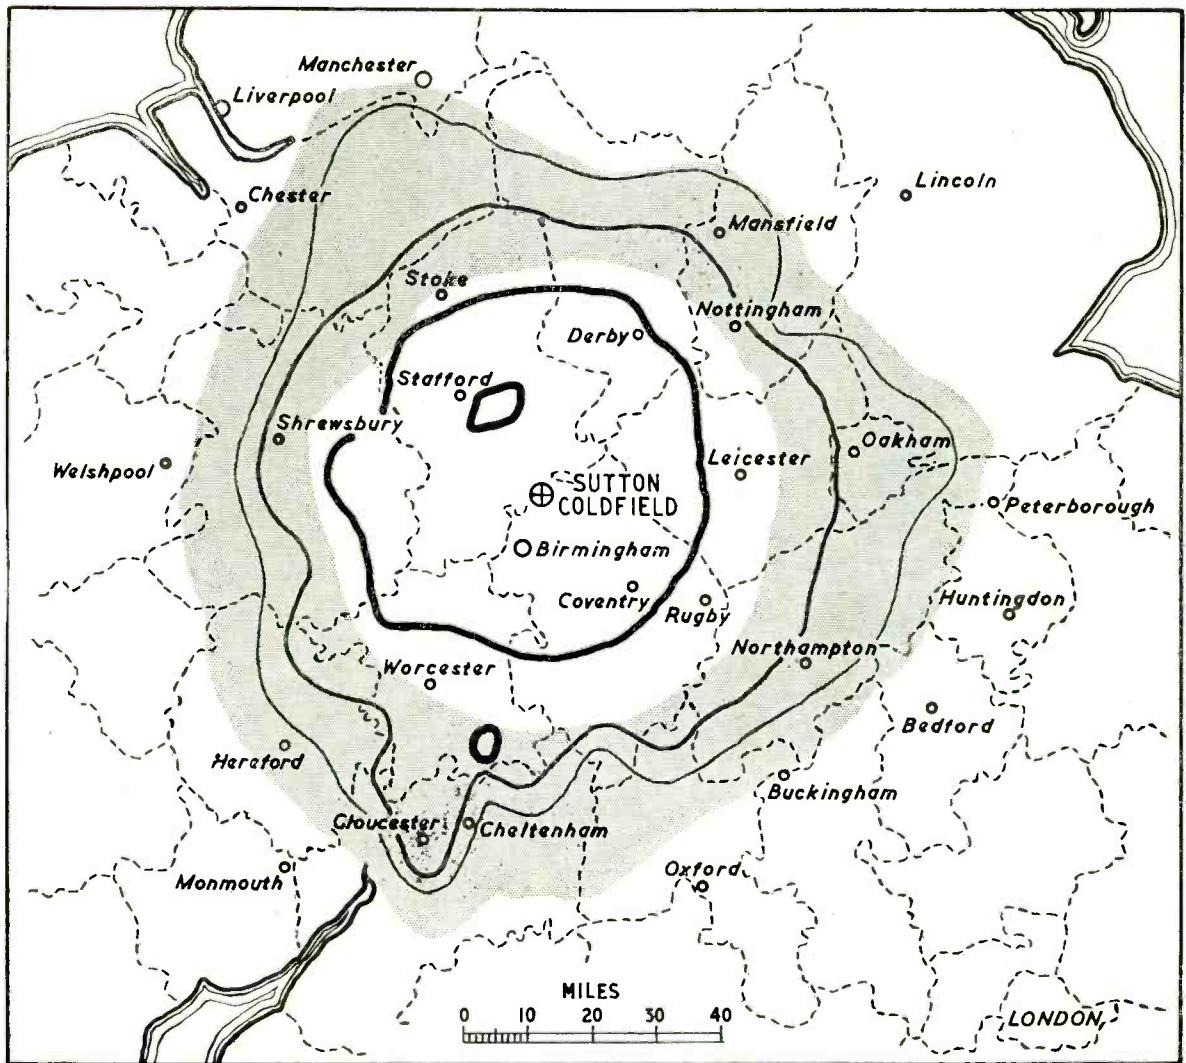 Manchester
Liverpool
Chester
Lincoln
Mansfield
Stoke
Nottingham
Derby
Stafford
Shrewsbury
Oakham
Welshpool
Leicester
SUTTON
COLDFIELD
Peterborough
Birmingham
Coventry
Rugby
Huntingdon
Northampton
Worcester
Bedford
Hereford
Buckingham
Gloucester
Cheltenham
Oxford
Monmouth
MILES
0 10 20 30 40
LONDON